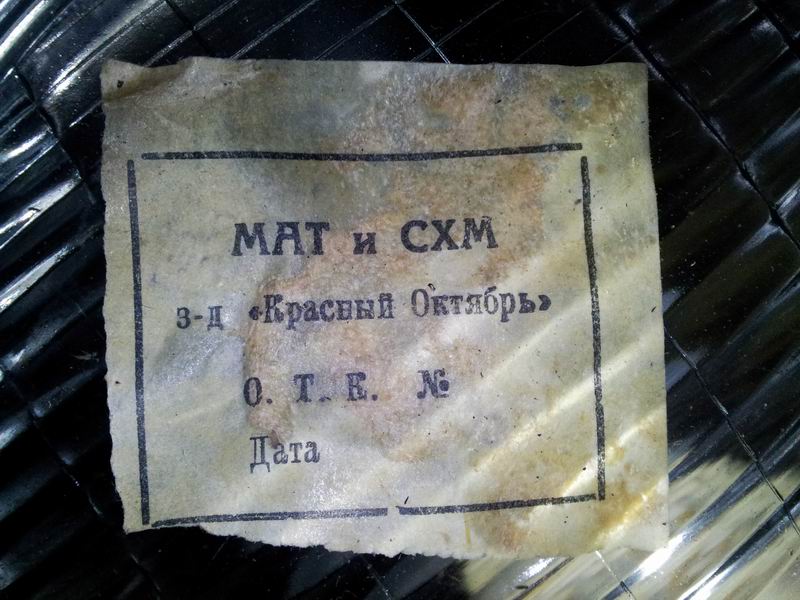 МАТ и СХМ
з-д «Красный Октябрь»
О. Т. К. №
Дата